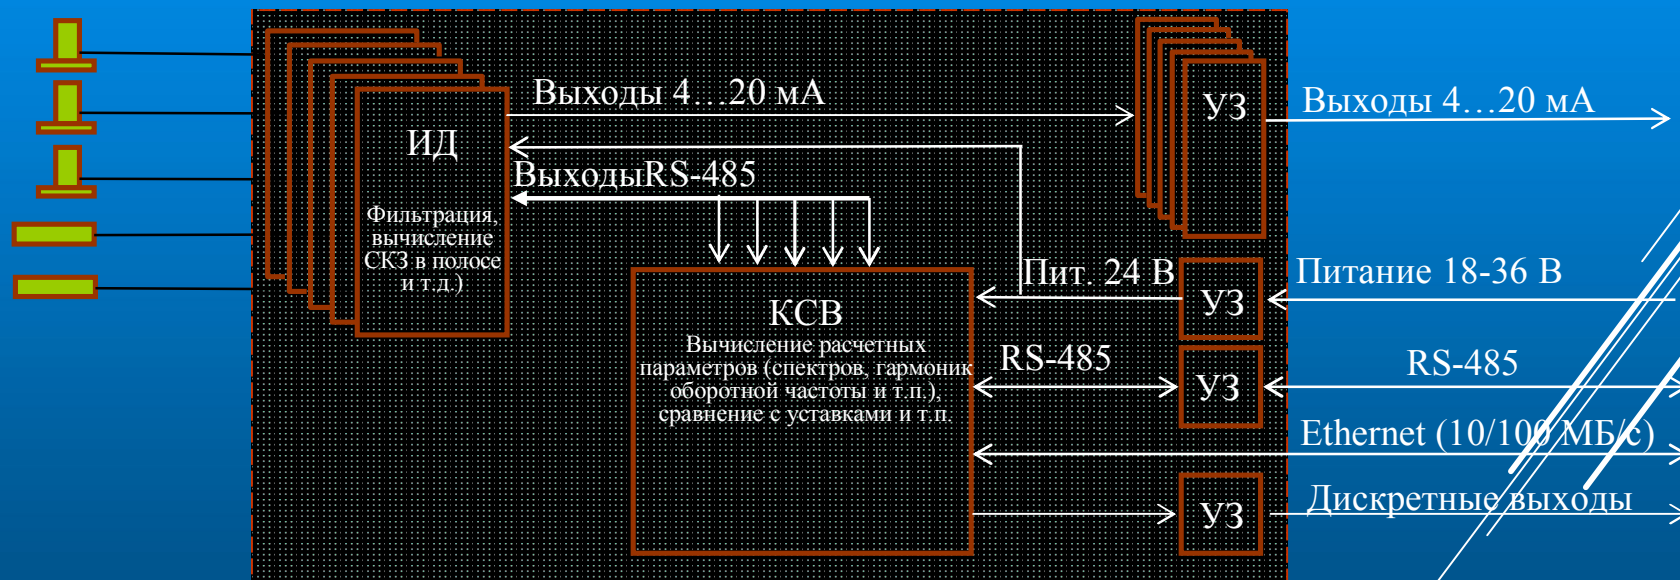 Выходы 4…20 мА
УЗ
Выходы 4…20 мА
ИД
ВыходыRS-485
Фильтрация,
вычисление
СКЗ в полосе
и т.д.)
Пит. 24 В
УЗ
Питание 18-36 В
КСВ
Вычисление расчетных
параметров (спектров, гармоник
оборотной частоты и т.п.),
сравнение с уставками и т.п.
RS-485
УЗ
RS-485
Ethernet (10/100 МБ/с)
УЗ
Дискретные выходы